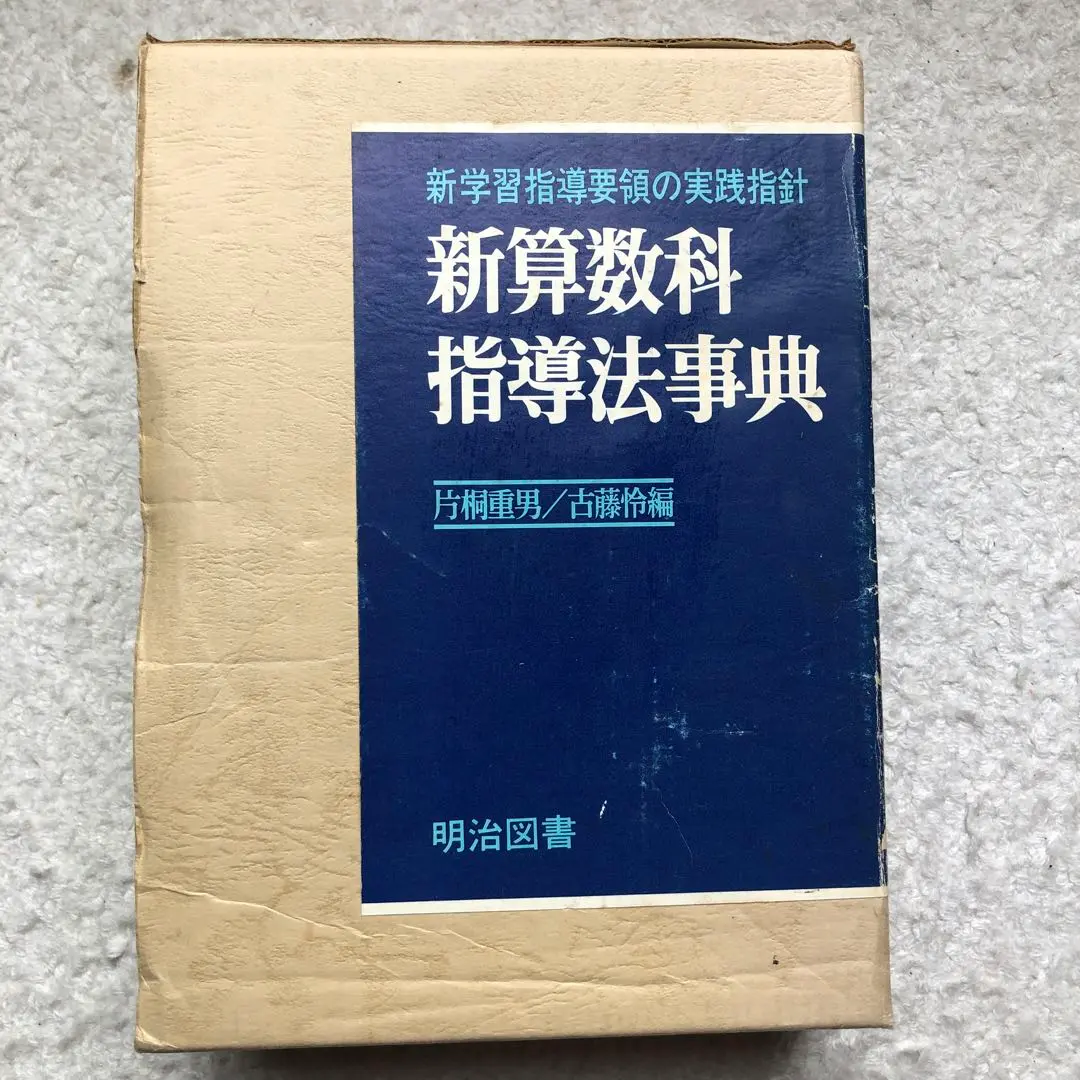 新学習指導要領の実践指針
新算数科
指導法事典
片桐重男／古藤怜編
明治図書